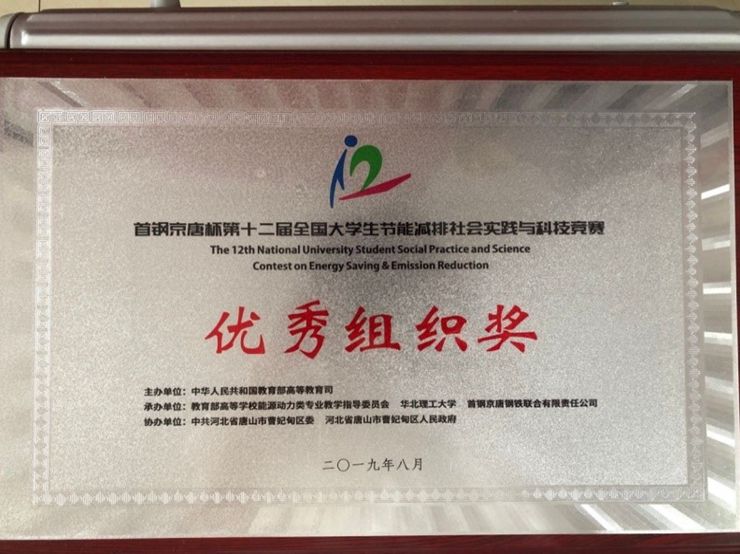 首钢京唐杯第十二届全国大学生节能减排社会实践与科技竞赛
The 12th National University Student Social Practice and Science
Contest on Energy Saving & Emission Reduction
优秀组织奖
主办单位：中华人民共和国教育部高等教育司
承办单位：教育部高等学校能源动力类专业教学指导委员会 华北理工大学 首钢京唐钢铁联合有限责任公司
协办单位：中共河北省唐山市曹妃甸区委 河北省唐山市曹妃甸区人民政府
二〇一九年八月